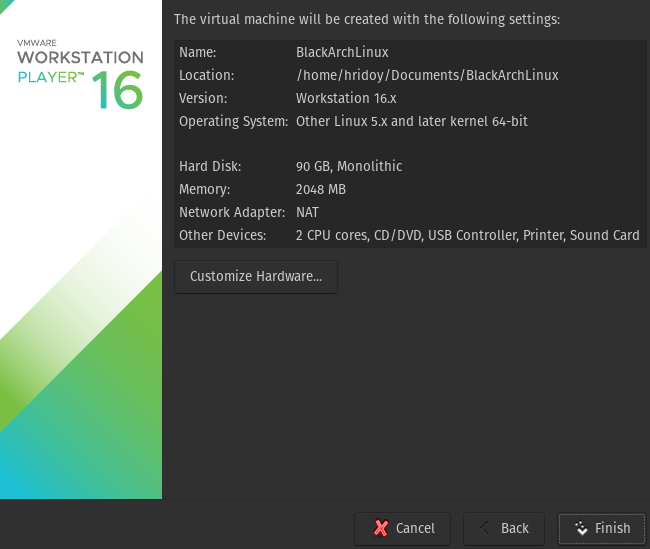 The virtual machine will be created with the following settings:
VMWARE
WORKSTATION
PLAYER™ 16
Name: BlackArchLinux
Location: /home/hridoy/Documents/BlackArchLinux
Version: Workstation 16.x
Operating System: Other Linux 5.x and later kernel 64-bit
Hard Disk: 90 GB, Monolithic
Memory: 2048 MB
Network Adapter: NAT
Other Devices: 2 CPU cores, CD/DVD, USB Controller, Printer, Sound Card
Customize Hardware...
Cancel Back Finish